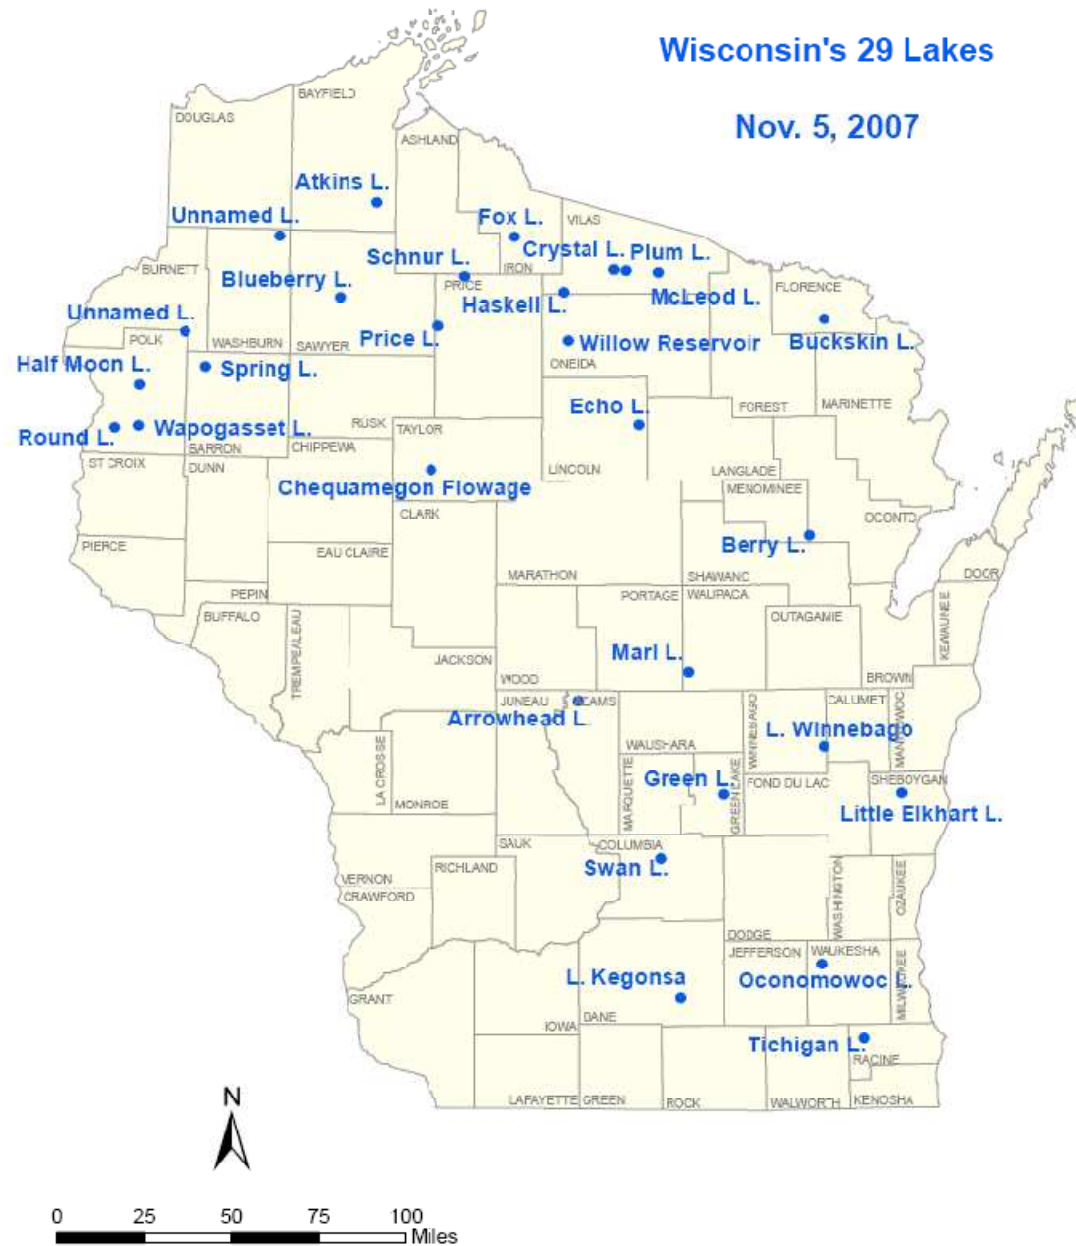 Wisconsin's 29 Lakes
Nov. 5, 2007
BAYFIELD
DOUGLAS
ASHLAND
Atkins L.
Unnamed L.
Fox L.
VILAS
Crystal L.
Plum L.
Schnur L.
BURNETT
IRON
Blueberry L.
PRICE
FLORENCE
Haskell L.
McLeod L.
Unnamed L.
POLK
WASHBURN
SAWYER
Price L.
Willow Reservoir
Buckskin L.
Half Moon L.
Spring L.
ONEIDA
Echo L.
FOREST
MARINETTE
Round L.
Wapogasset L.
RUSK
TAYLOR
BARRON
CHIPPEWA
ST CROIX
DUNN
LINCOLN
LANGLADE
Chequamegon Flowage
MENOMINEE
CLARK
OCONTO
PIERCE
EAU CLAIRE
Berry L.
MARATHON
SHAWANO
DOOR
PEPIN
PORTAGE
WAUPACA
BUFFALO
OUTAGAMIE
KEWAUNEE
TREMPEALEAU
JACKSON
Marl L.
WOOD
BROWN
JUNEAU
ADAMS
CALUMET
Arrowhead L.
WINNEBAGO
L. Winnebago
MANITOWOC
WAUSHARA
LA CROSSE
MONROE
MARQUETTE
Green L.
GREEN LAKE
FOND DU LAC
SHEBOYGAN
Little Elkhart L.
SAUK
COLUMBIA
RICHLAND
Swan L.
VERNON
CRAWFORD
WASHINGTON
OZAUKEE
DODGE
JEFFERSON
WAUKESHA
L. Kegonsa
Oconomowoc L.
MILWAUKEE
GRANT
IOWA
DANE
Tichigan L.
RACINE
LAFAYETTE
GREEN
ROCK
WALWORTH
KENOSHA
N
0 25 50 75 100
Miles